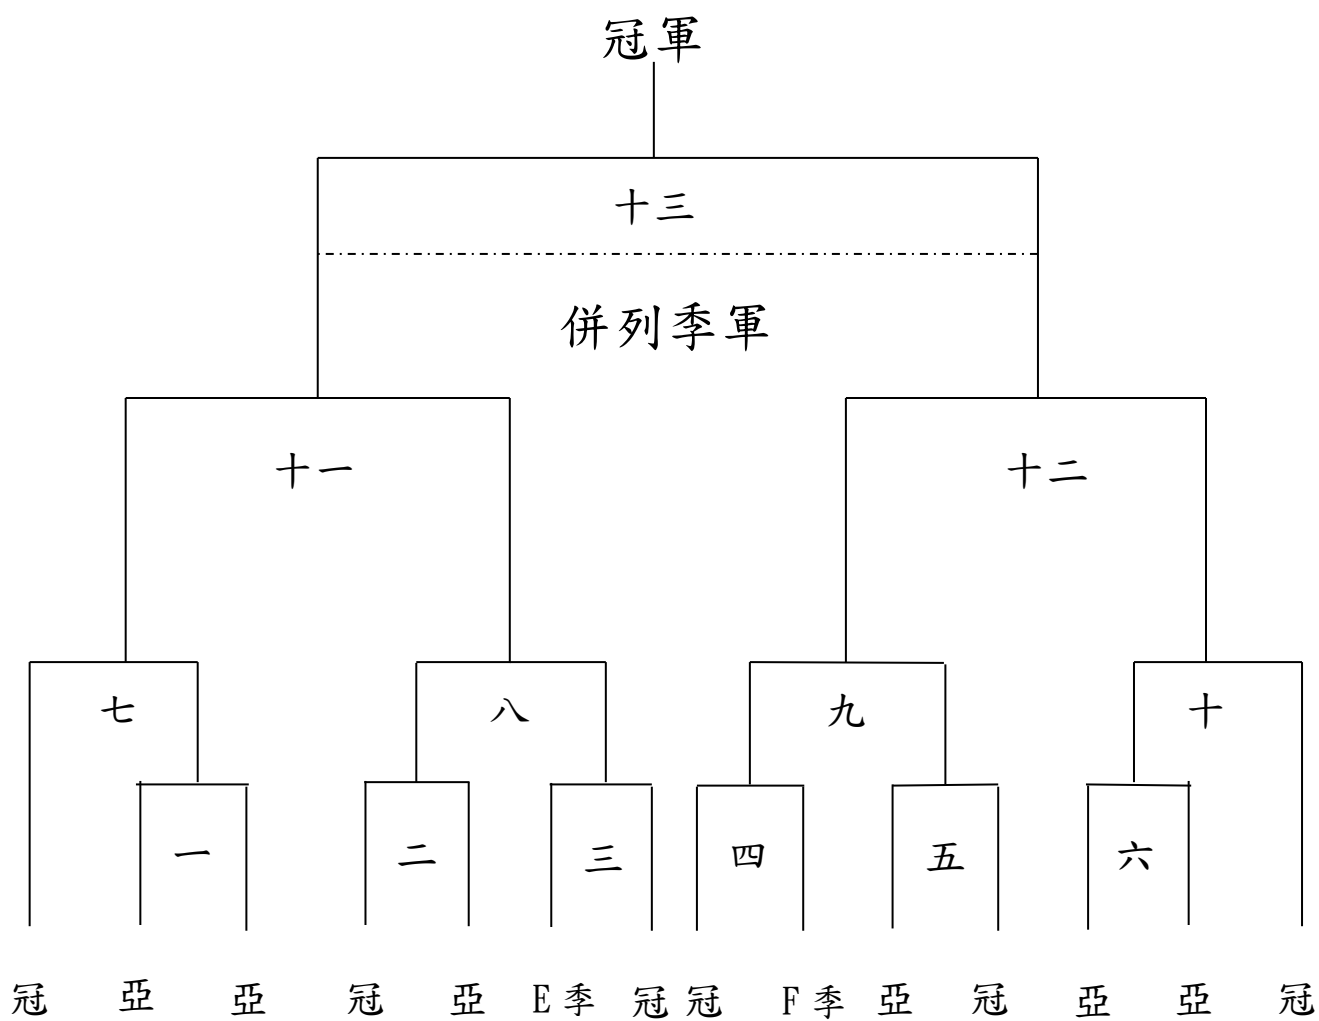 冠軍
十三
併列季軍
十一 十二
七 八 九 十
一 二 三 四 五 六
冠 亞 亞 冠 亞 E季 冠 冠 F季 亞 冠 亞 亞 冠